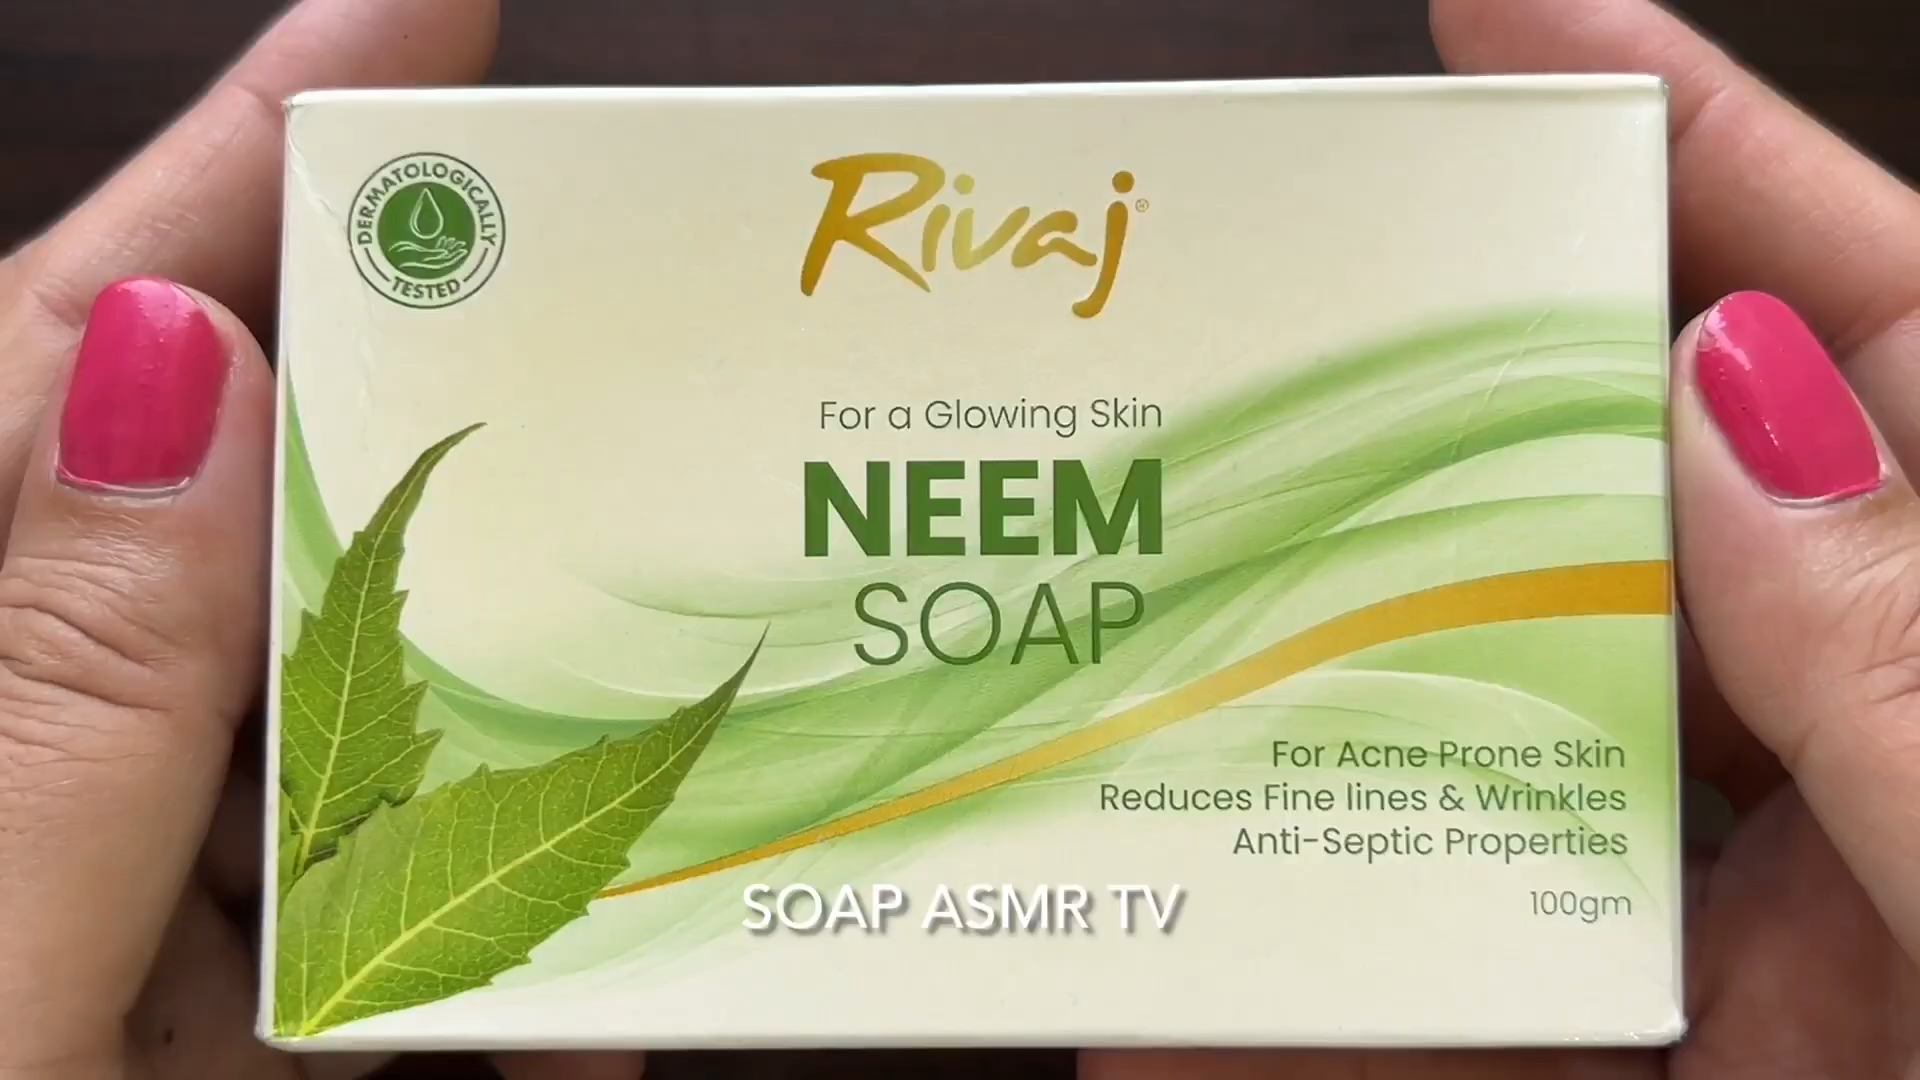 DERMATOLOGICALLY
TESTED
Rivaj®
For a Glowing Skin
NEEM
SOAP
For Acne Prone Skin
Reduces Fine lines & Wrinkles
Anti-Septic Properties
100gm
SOAP ASMR TV